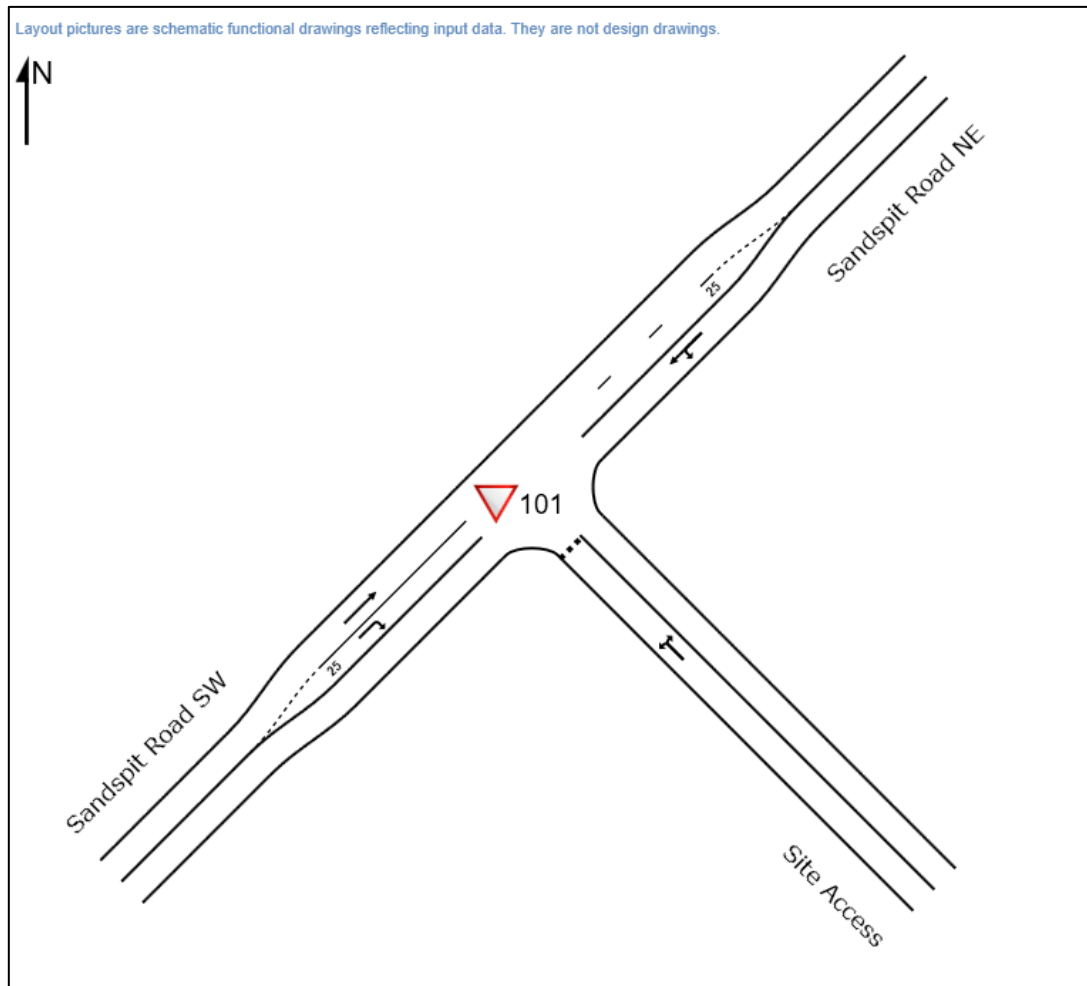 Layout pictures are schematic functional drawings reflecting input data. They are not design drawings.
N
Sandspit Road NE
25
101
25
Sandspit Road SW
Site Access